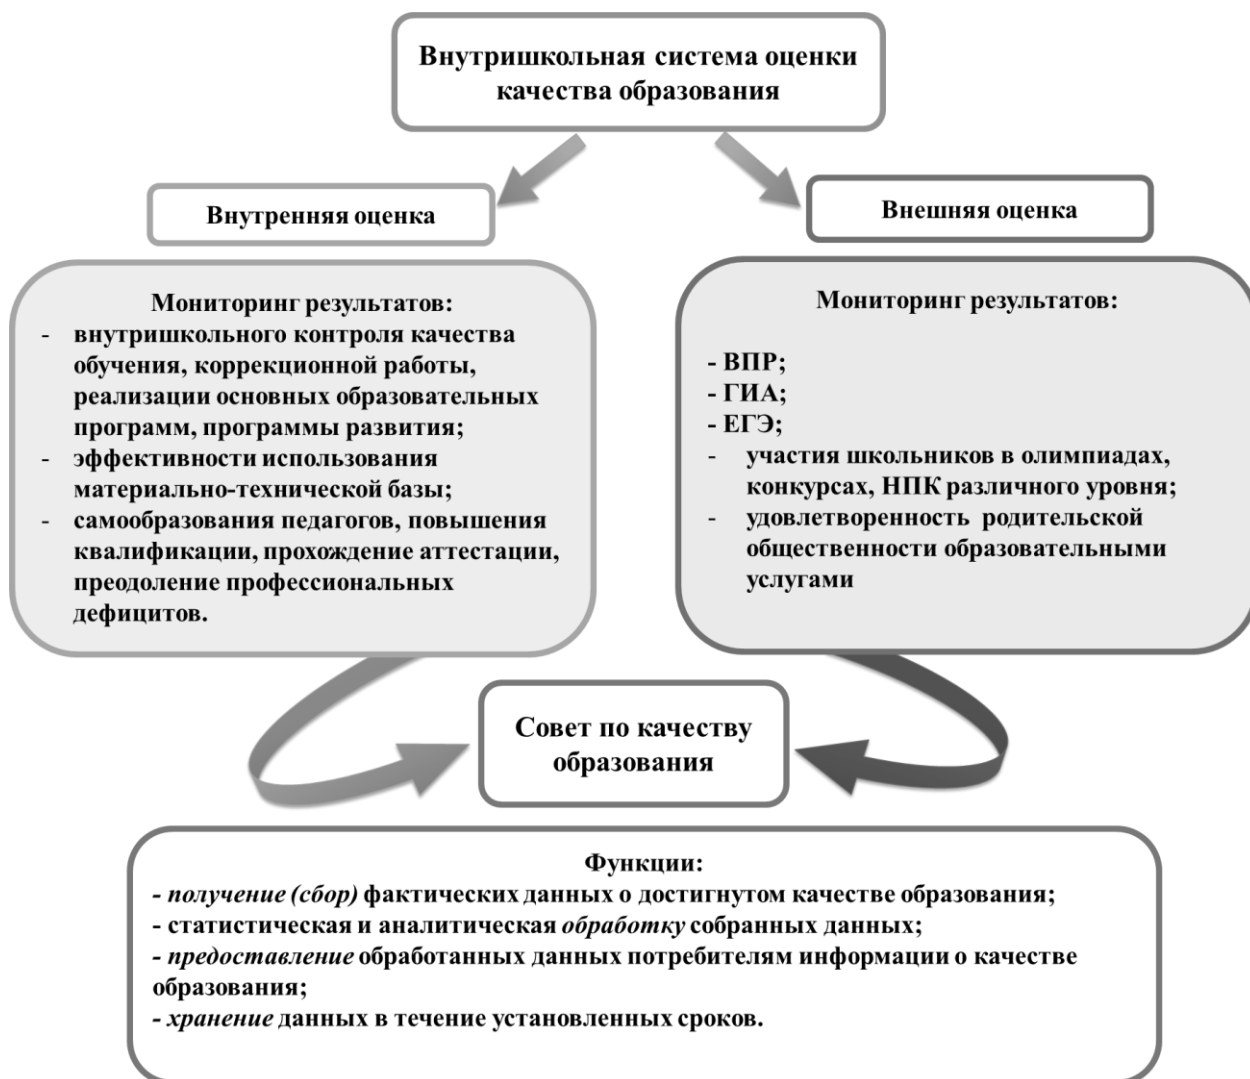 Внутришкольная система оценки
качества образования
Внутренняя оценка
Внешняя оценка
Мониторинг результатов:
- внутришкольного контроля качества
обучения, коррекционной работы,
реализации основных образовательных
программ, программы развития;
- эффективности использования
материально-технической базы;
- самообразования педагогов, повышения
квалификации, прохождение аттестации,
преодоление профессиональных
дефицитов.
Мониторинг результатов:
- ВПР;
- ГИА;
- ЕГЭ;
- участия школьников в олимпиадах,
конкурсах, НПК различного уровня;
- удовлетворенность родительской
общественности образовательными
услугами
Совет по качеству
образования
Функции:
- получение (сбор) фактических данных о достигнутом качестве образования;
- статистическая и аналитическая обработку собранных данных;
- предоставление обработанных данных потребителям информации о качестве
образования;
- хранение данных в течение установленных сроков.